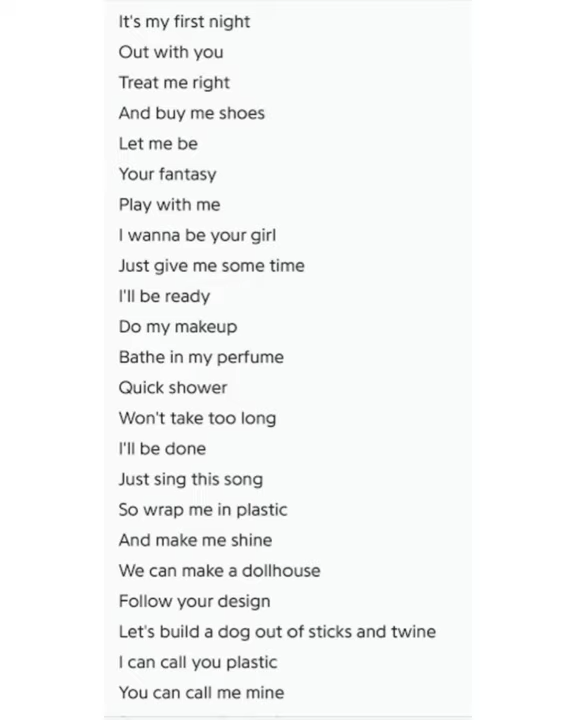 It's my first night
Out with you
Treat me right
And buy me shoes
Let me be
Your fantasy
Play with me
I wanna be your girl
Just give me some time
I'll be ready
Do my makeup
Bathe in my perfume
Quick shower
Won't take too long
I'll be done
Just sing this song
So wrap me in plastic
And make me shine
We can make a dollhouse
Follow your design
Let's build a dog out of sticks and twine
I can call you plastic
You can call me mine